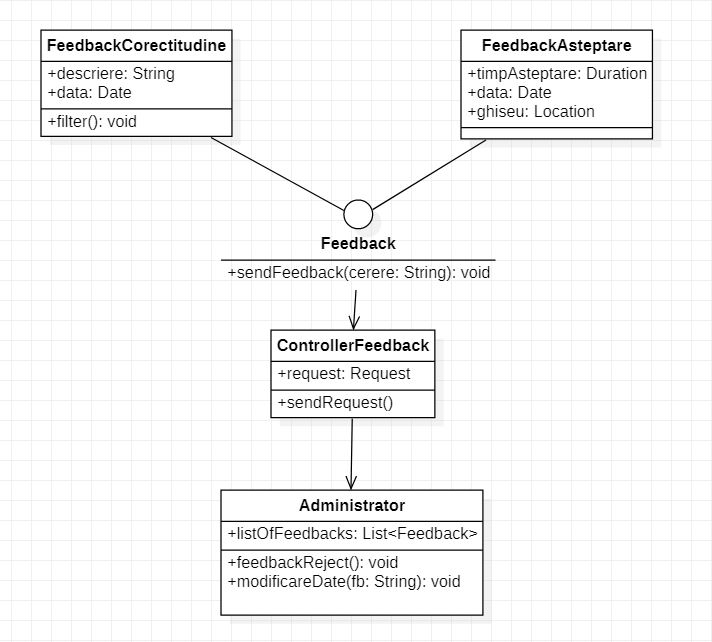 FeedbackCorectitudine
+descriere: String
+data: Date
+filter(): void
FeedbackAsteptare
+timpAsteptare: Duration
+data: Date
+ghiseu: Location
Feedback
+sendFeedback(cerere: String): void
ControllerFeedback
+request: Request
+sendRequest()
Administrator
+listOfFeedbacks: List<Feedback>
+feedbackReject(): void
+modificareDate(fb: String): void